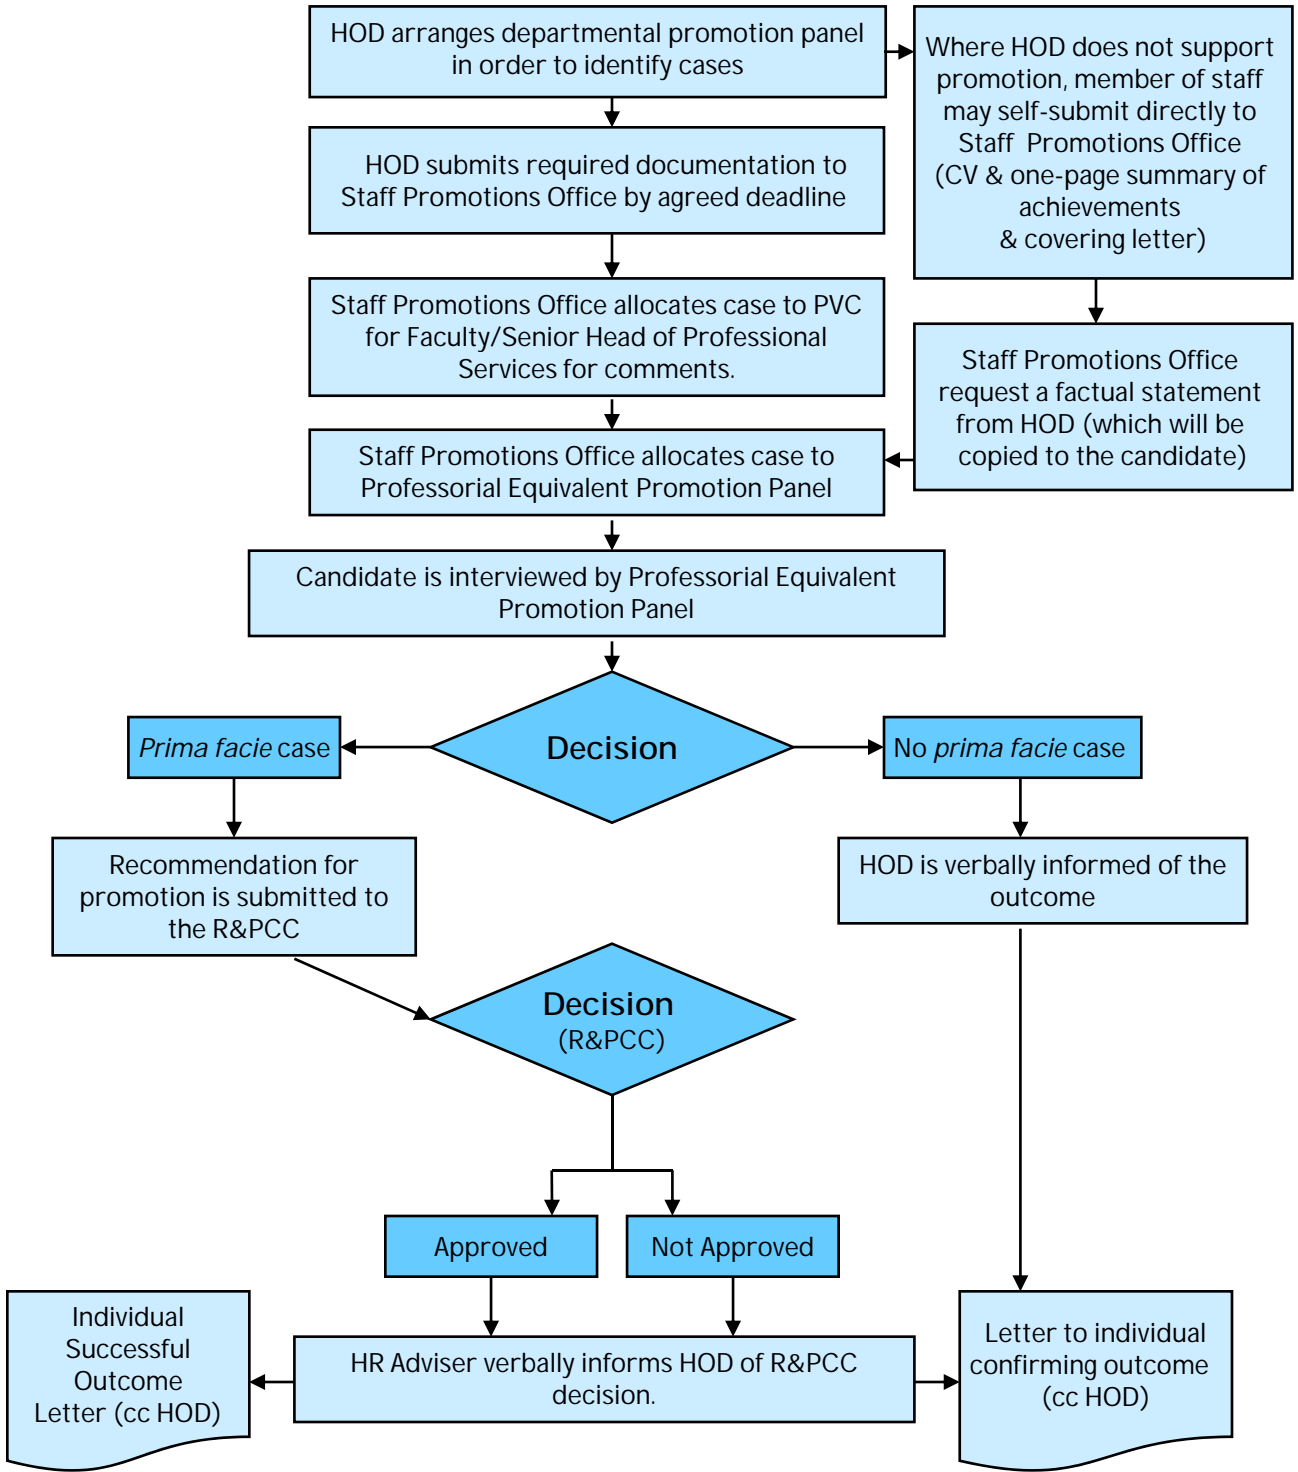 HOD arranges departmental promotion panel
in order to identify cases
Where HOD does not support
promotion, member of staff
may self-submit directly to
Staff Promotions Office
(CV & one-page summary of
achievements
& covering letter)
HOD submits required documentation to
Staff Promotions Office by agreed deadline
Staff Promotions Office allocates case to PVC
for Faculty/Senior Head of Professional
Services for comments.
Staff Promotions Office
request a factual statement
from HOD (which will be
copied to the candidate)
Staff Promotions Office allocates case to
Professorial Equivalent Promotion Panel
Candidate is interviewed by Professorial Equivalent
Promotion Panel
Decision
Prima facie case
No prima facie case
Recommendation for
promotion is submitted to
the R&PCC
HOD is verbally informed of the
outcome
Decision
(R&PCC)
Approved
Not Approved
Individual
Successful
Outcome
Letter (cc HOD)
HR Adviser verbally informs HOD of R&PCC
decision.
Letter to individual
confirming outcome
(cc HOD)